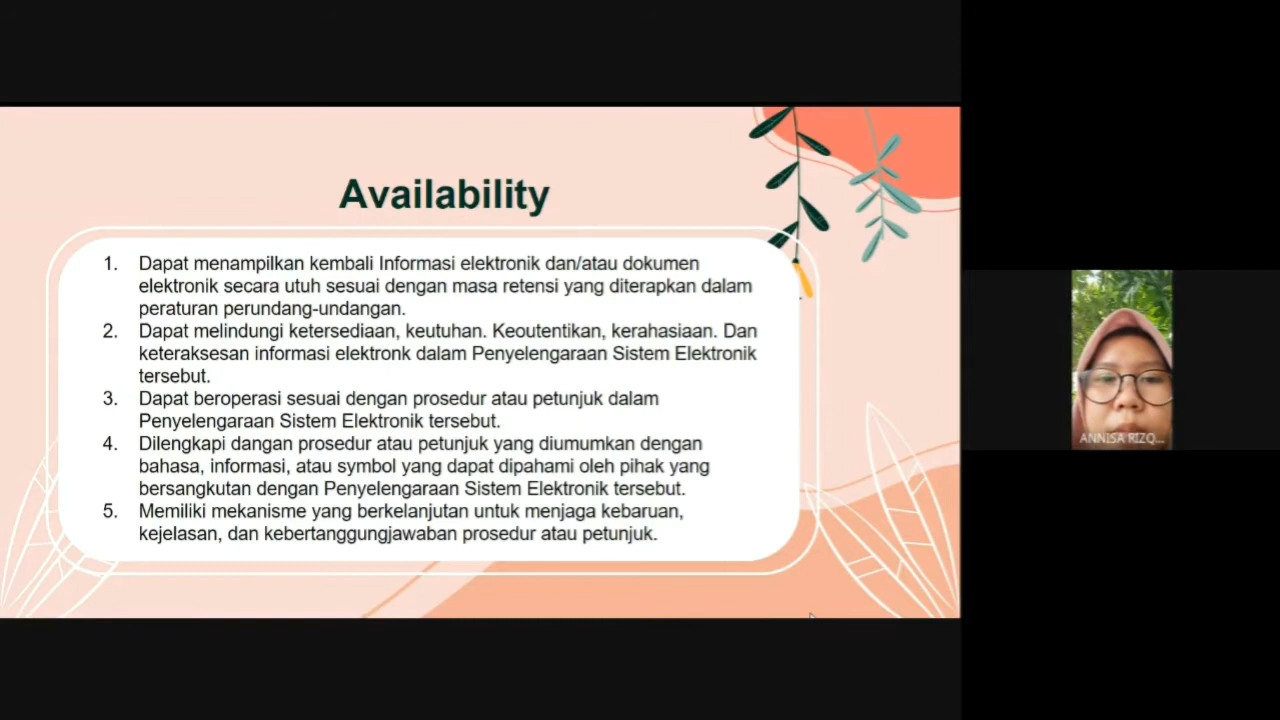 Availability
1. Dapat menampilkan kembali Informasi elektronik dan/atau dokumen
elektronik secara utuh sesuai dengan masa retensi yang diterapkan dalam
peraturan perundang-undangan.
2. Dapat melindungi ketersediaan, keutuhan. Keoutentikan, kerahasiaan. Dan
keteraksesan informasi elektronk dalam Penyelengaraan Sistem Elektronik
tersebut.
3. Dapat beroperasi sesuai dengan prosedur atau petunjuk dalam
Penyelengaraan Sistem Elektronik tersebut.
4. Dilengkapi dangan prosedur atau petunjuk yang diumumkan dengan
bahasa, informasi, atau symbol yang dapat dipahami oleh pihak yang
bersangkutan dengan Penyelengaraan Sistem Elektronik tersebut.
5. Memiliki mekanisme yang berkelanjutan untuk menjaga kebaruan,
kejelasan, dan kebertanggungjawaban prosedur atau petunjuk.
ANNISA RIZQ...